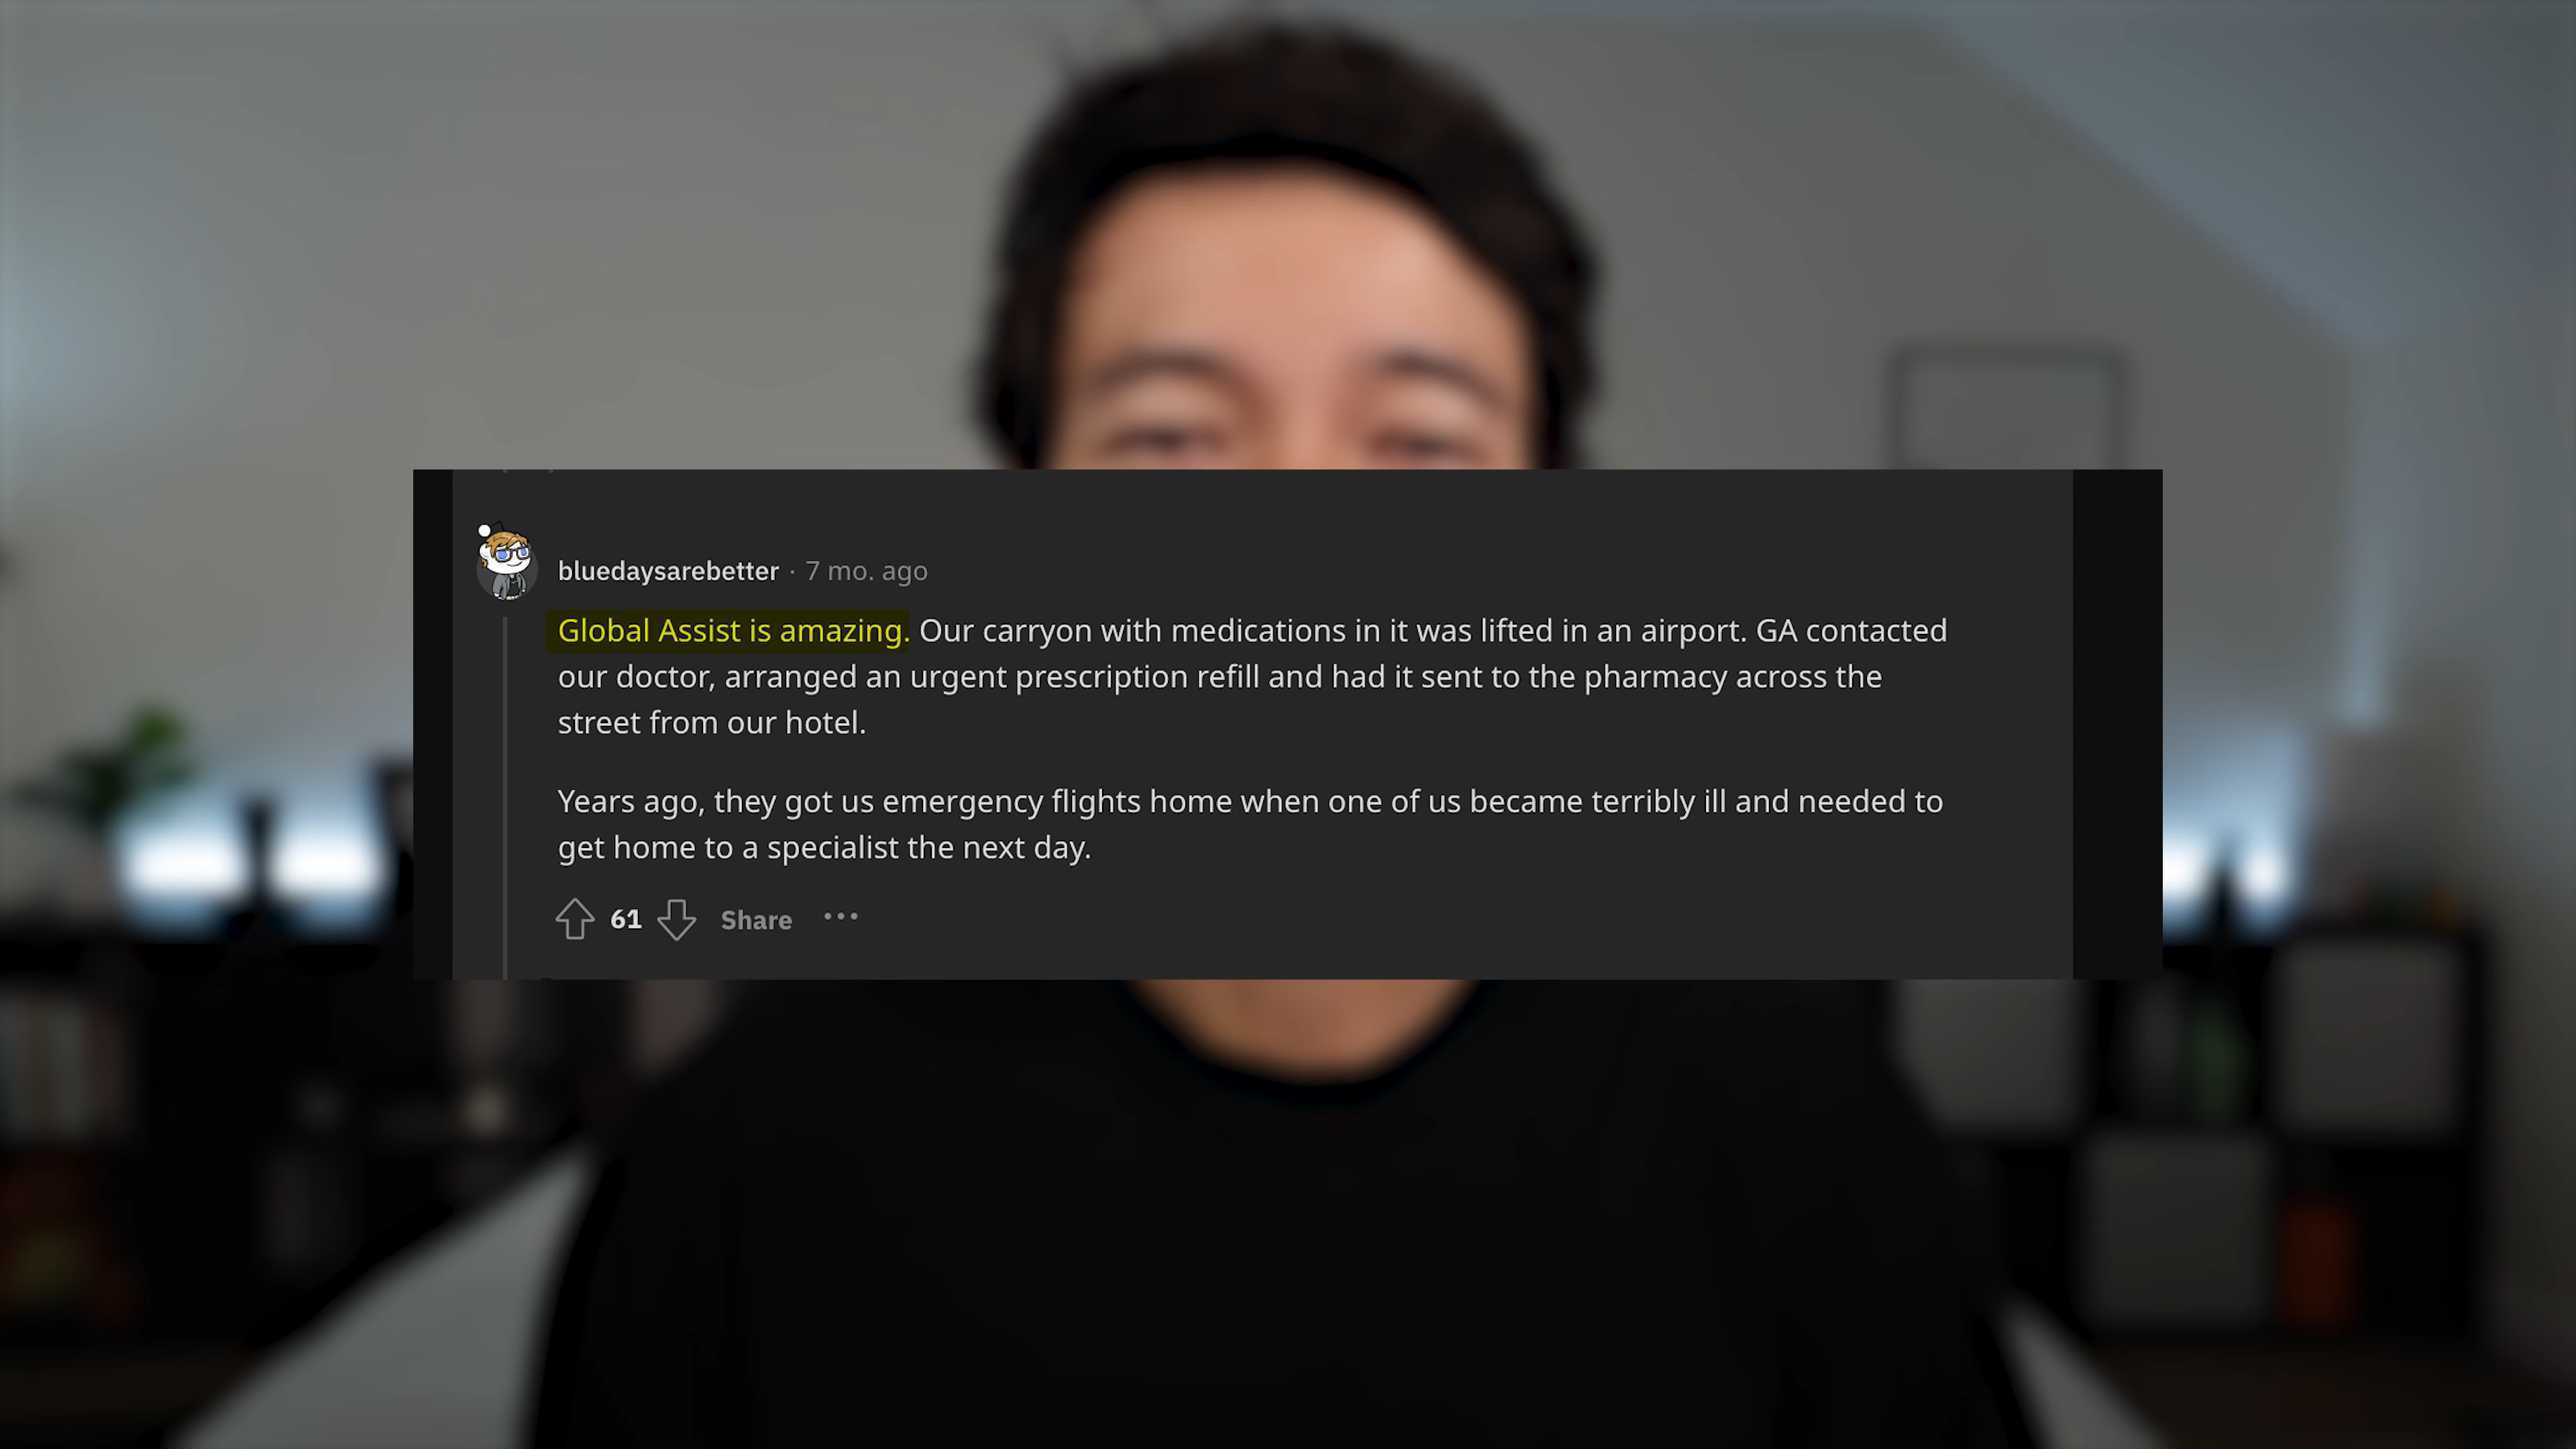 bluedaysarebetter · 7 mo. ago
Global Assist is amazing. Our carryon with medications in it was lifted in an airport. GA contacted
our doctor, arranged an urgent prescription refill and had it sent to the pharmacy across the
street from our hotel.
Years ago, they got us emergency flights home when one of us became terribly ill and needed to
get home to a specialist the next day.
61 Share ···